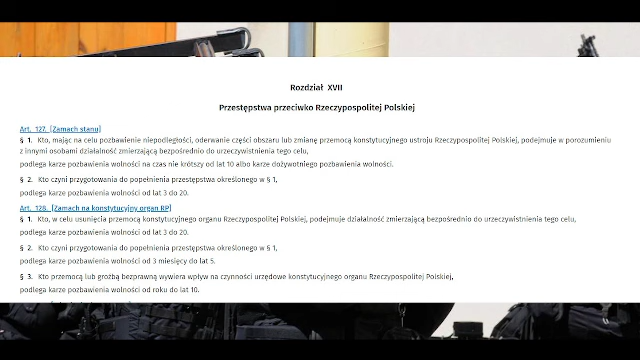 Rozdział XVII
Przestępstwa przeciwko Rzeczypospolitej Polskiej
Art. 127. [Zamach stanu]
§ 1. Kto, mając na celu pozbawienie niepodległości, oderwanie części obszaru lub zmianę przemocą konstytucyjnego ustroju Rzeczypospolitej Polskiej, podejmuje w porozumieniu
z innymi osobami działalność zmierzającą bezpośrednio do urzeczywistnienia tego celu,
podlega karze pozbawienia wolności na czas nie krótszy od lat 10 albo karze dożywotniego pozbawienia wolności.
§ 2. Kto czyni przygotowania do popełnienia przestępstwa określonego w § 1,
podlega karze pozbawienia wolności od lat 3 do 20.
Art. 128. [Zamach na konstytucyjny organ RP]
§ 1. Kto, w celu usunięcia przemocą konstytucyjnego organu Rzeczypospolitej Polskiej, podejmuje działalność zmierzającą bezpośrednio do urzeczywistnienia tego celu,
podlega karze pozbawienia wolności od lat 3 do 20.
§ 2. Kto czyni przygotowania do popełnienia przestępstwa określonego w § 1,
podlega karze pozbawienia wolności od 3 miesięcy do lat 5.
§ 3. Kto przemocą lub groźbą bezprawną wywiera wpływ na czynności urzędowe konstytucyjnego organu Rzeczypospolitej Polskiej,
podlega karze pozbawienia wolności od roku do lat 10.